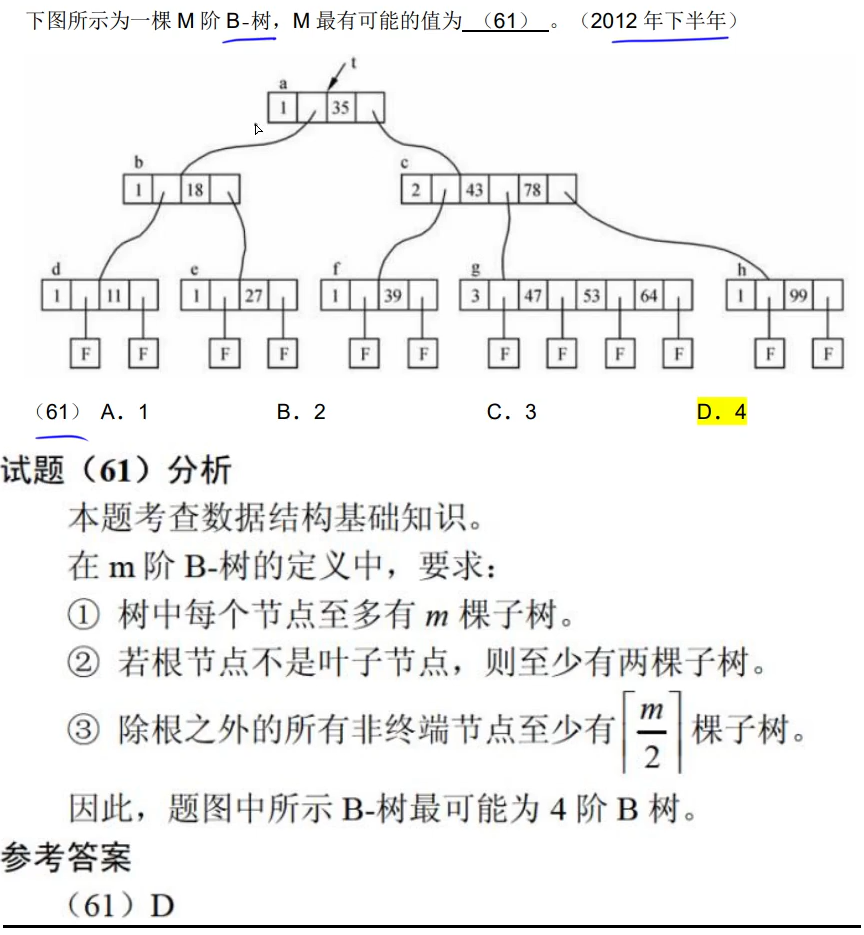 下图所示为一棵 M 阶 B-树，M 最有可能的值为 （61） 。（2012 年下半年）
t
a
1 35
b c
1 18 2 43 78
d e f g h
1 11 1 27 1 39 3 47 53 64 1 99
F F F F F F F F F F F F
（61） A．1 B．2 C．3 D．4
试题（61）分析
本题考查数据结构基础知识。
在 m 阶 B-树的定义中，要求：
① 树中每个节点至多有 m 棵子树。
② 若根节点不是叶子节点，则至少有两棵子树。
③ 除根之外的所有非终端节点至少有⌈m/2⌉棵子树。
因此，题图中所示 B-树最可能为 4 阶 B 树。
参考答案
（61）D